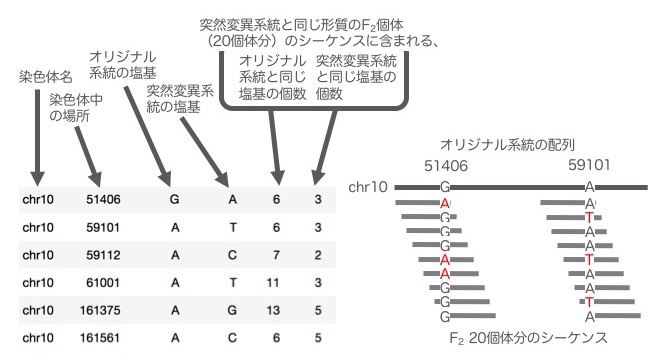 突然変異系統と同じ形質のF₂個体
（20個体分）のシーケンスに含まれる、
オリジナル
系統と同じ
塩基の個数
突然変異系統
と同じ塩基の
個数
オリジナル
系統の塩基
突然変異系
統の塩基
染色体名
染色体中
の場所
chr10 51406 G A 6 3
chr10 59101 A T 6 3
chr10 59112 A C 7 2
chr10 61001 A T 11 3
chr10 161375 A G 13 5
chr10 161561 A C 6 5
オリジナル系統の配列
51406 59101
chr10 G A
A A
G T
G A
G A
A T
A A
G A
G T
G A
F₂ 20個体分のシーケンス